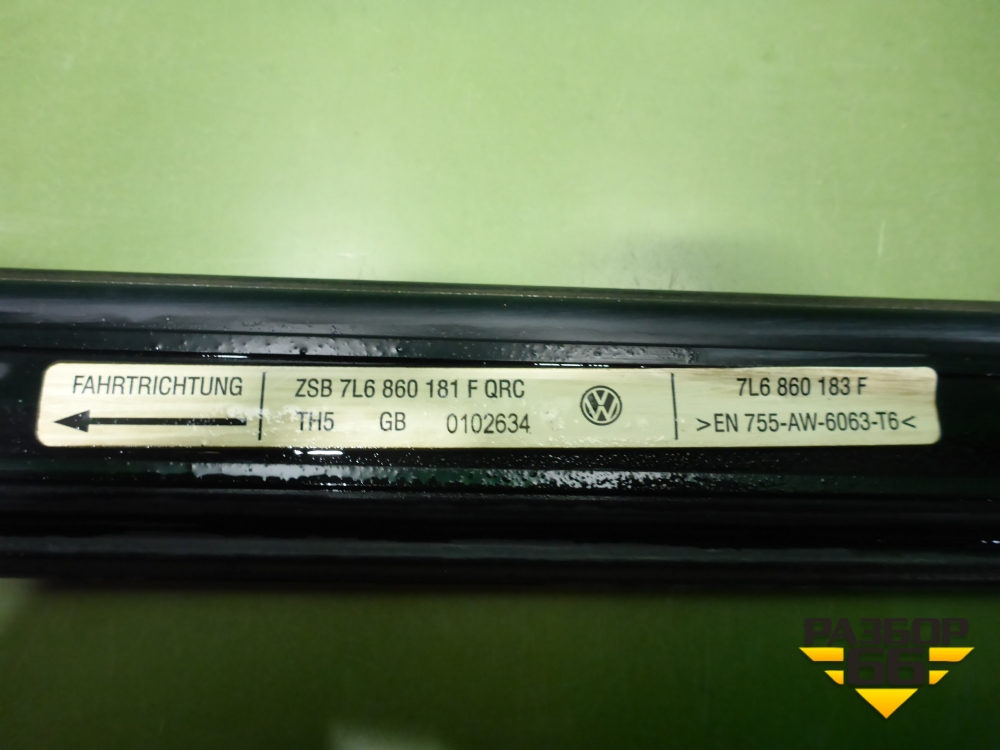 FAHRTRICHTUNG
ZSB 7L6 860 181 F QRC
TH5 GB 0102634
7L6 860 183 F
>EN 755-AW-6063-T6<
РАЗБОР
66